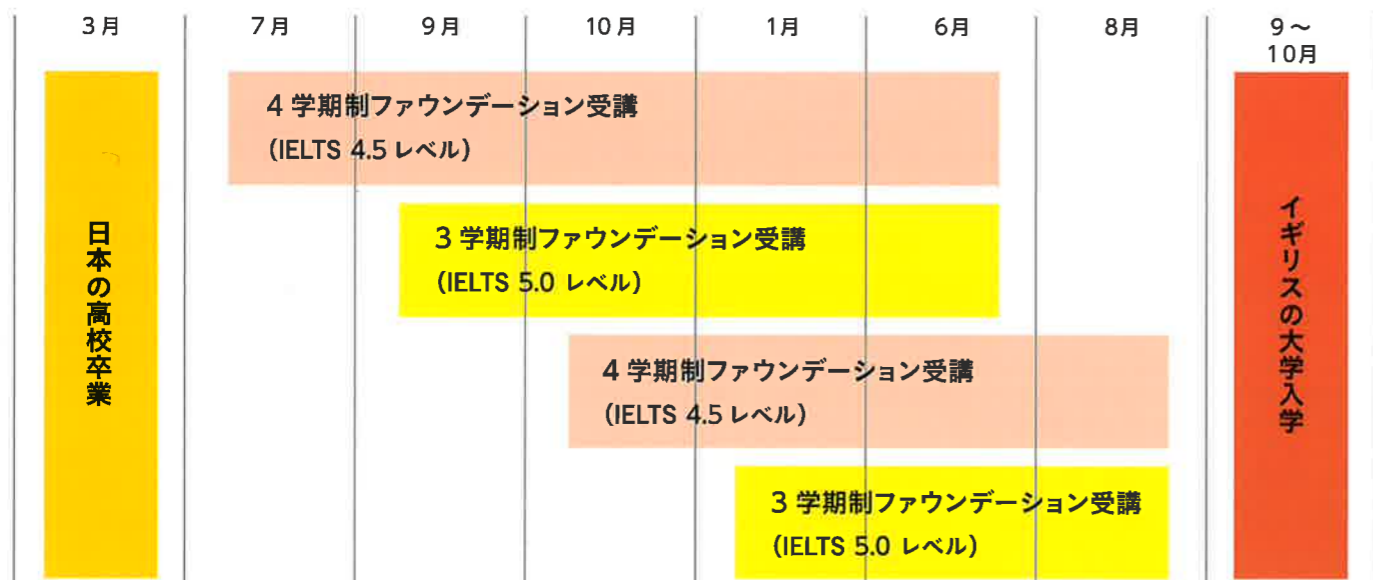 3月
7月
9月
10月
1月
6月
8月
9～
10月
日本の高校卒業
4学期制ファウンデーション受講
（IELTS 4.5レベル）
3学期制ファウンデーション受講
（IELTS 5.0 レベル）
4学期制ファウンデーション受講
（IELTS 4.5レベル）
3学期制ファウンデーション受講
（IELTS 5.0 レベル）
イギリスの大学入学